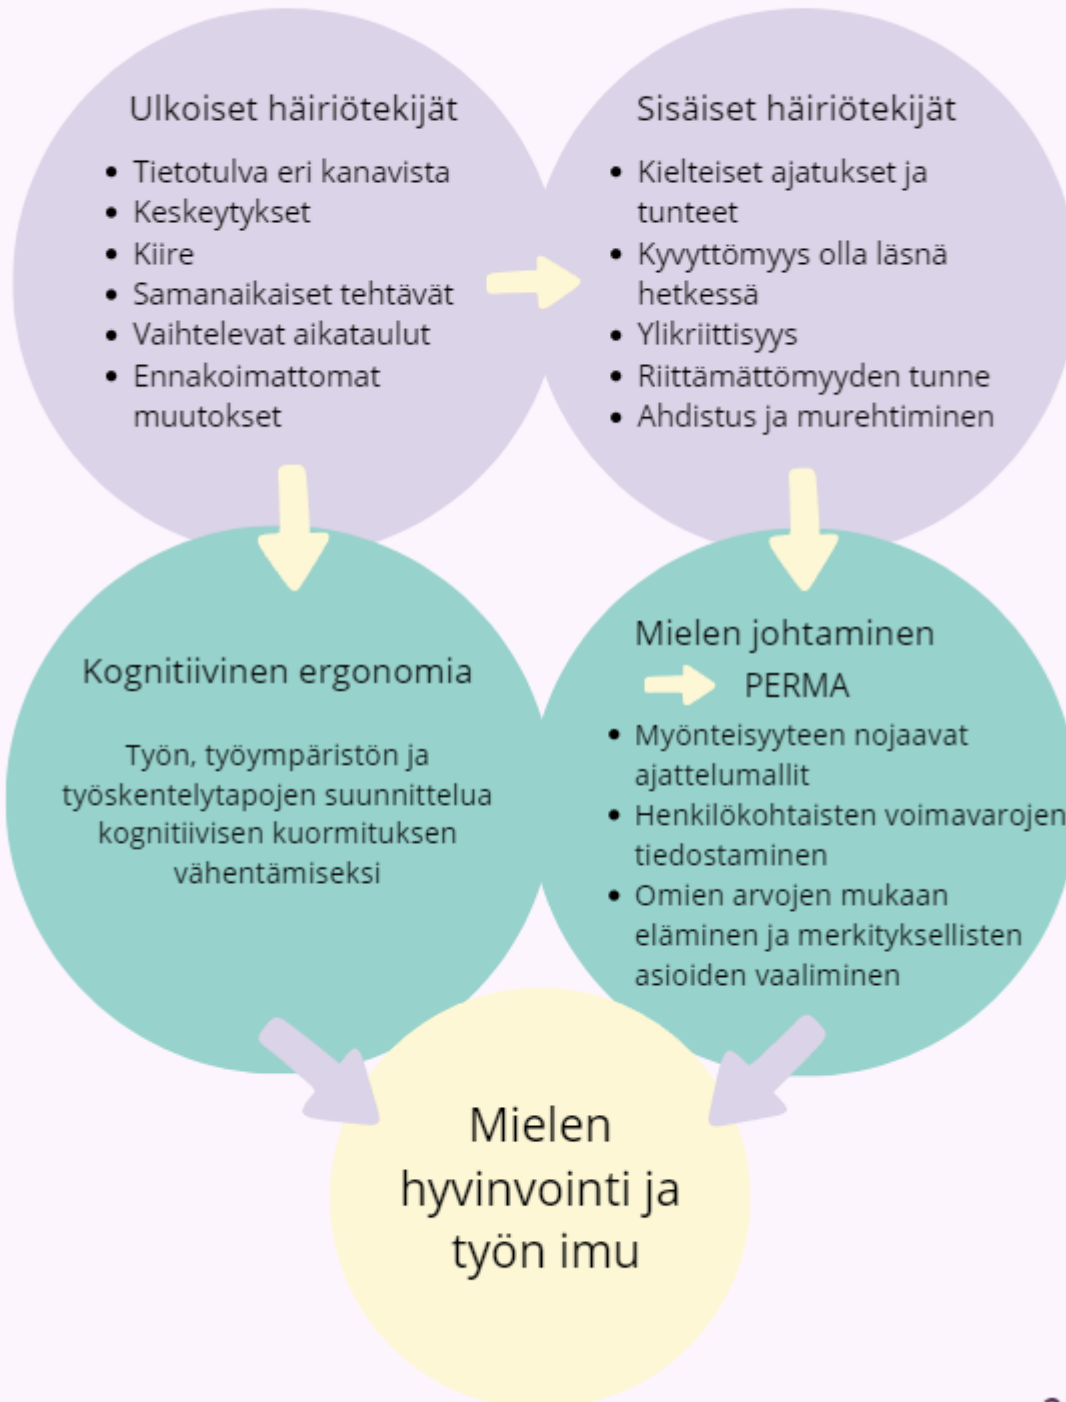 Ulkoiset häiriötekijät
• Tietotulva eri kanavista
• Keskeytykset
• Kiire
• Samanaikaiset tehtävät
• Vaihtelevat aikataulut
• Ennakoimattomat
muutokset
Sisäiset häiriötekijät
• Kielteiset ajatukset ja
tunteet
• Kyvyttömyys olla läsnä
hetkessä
• Ylikriittisyys
• Riittämättömyyden tunne
• Ahdistus ja murehtiminen
Kognitiivinen ergonomia
Työn, työympäristön ja
työskentelytapojen suunnittelua
kognitiivisen kuormituksen
vähentämiseksi
Mielen johtaminen
PERMA
• Myönteisyyteen nojaavat
ajattelumallit
• Henkilökohtaisten voimavarojen
tiedostaminen
• Omien arvojen mukaan
eläminen ja merkityksellisten
asioiden vaaliminen
Mielen
hyvinvointi ja
työn imu